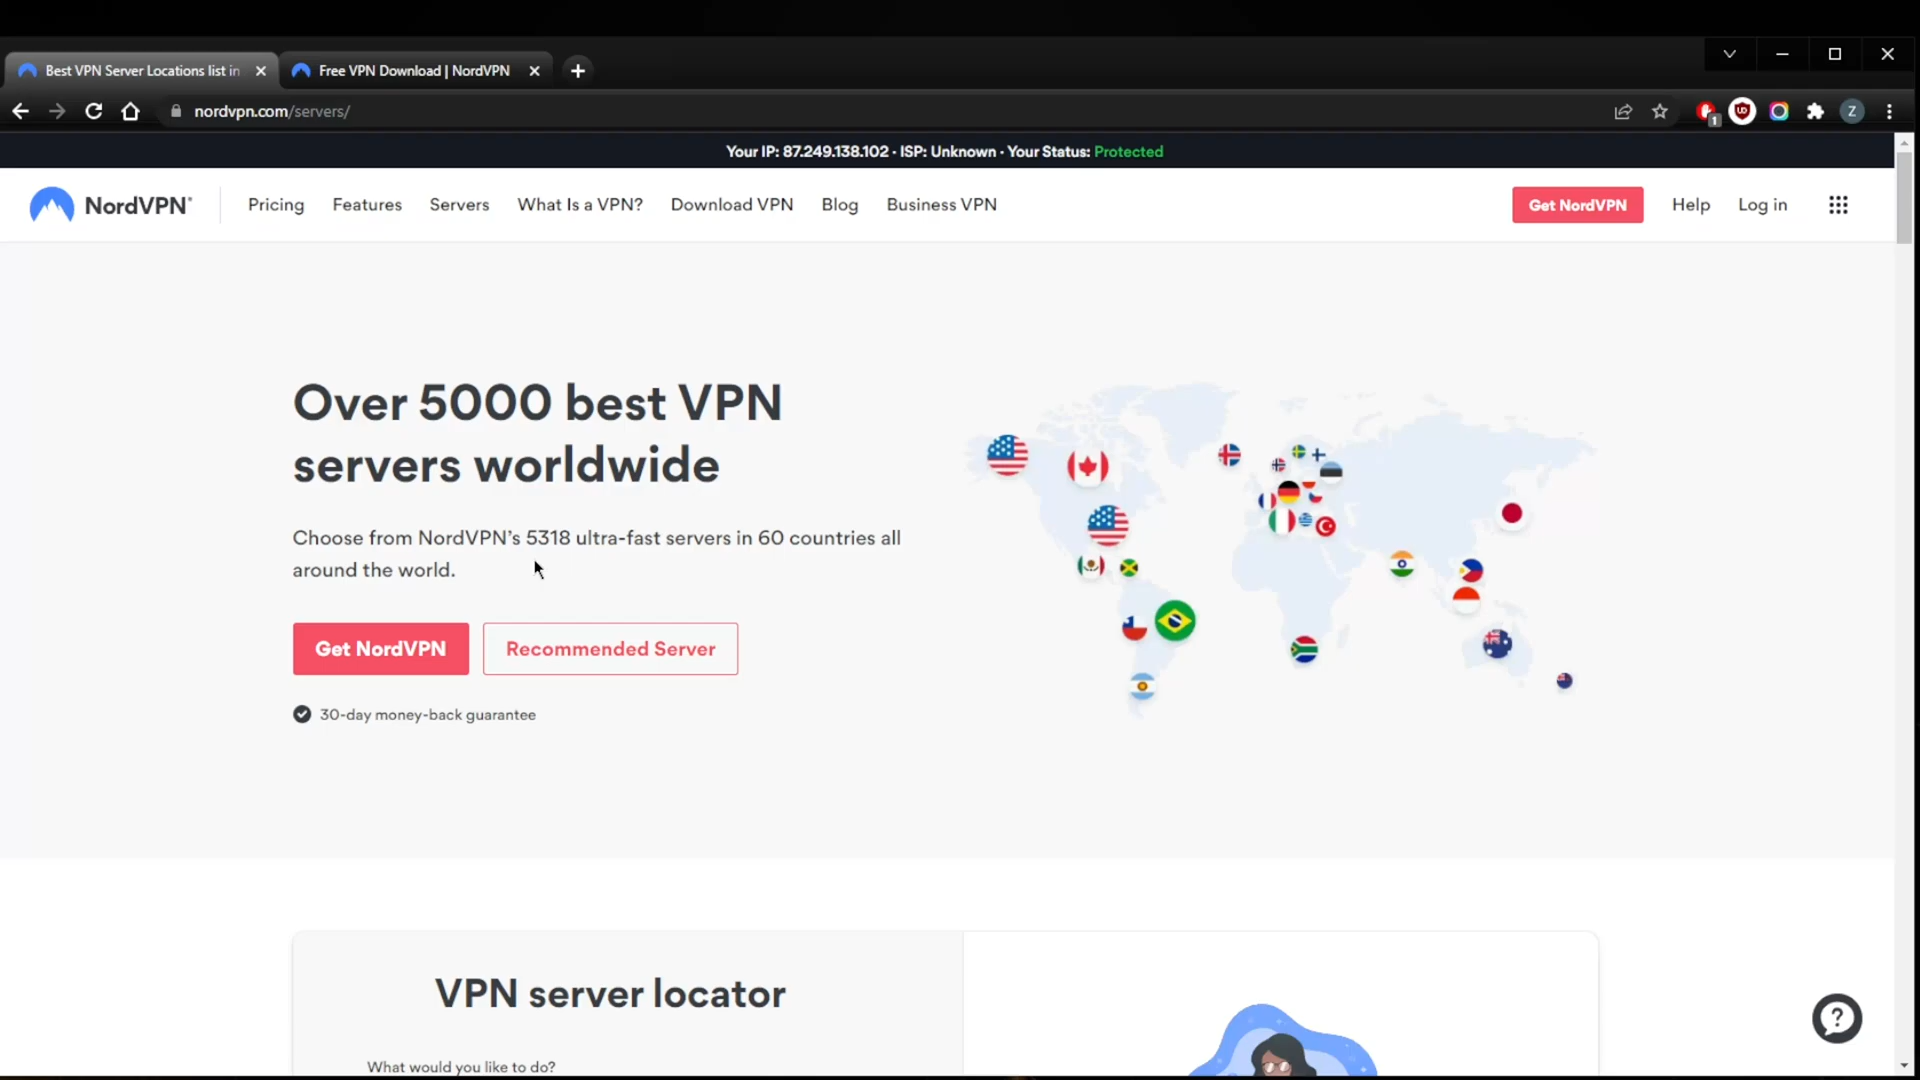 Best VPN Server Locations list in
Free VPN Download | NordVPN
nordvpn.com/servers/
1
Z
Your IP: 87.249.138.102 · ISP: Unknown · Your Status: Protected
NordVPN®
Pricing
Features
Servers
What Is a VPN?
Download VPN
Blog
Business VPN
Get NordVPN
Help
Log in
Over 5000 best VPN
servers worldwide
Choose from NordVPN's 5318 ultra-fast servers in 60 countries all
around the world.
Get NordVPN
Recommended Server
30-day money-back guarantee
VPN server locator
What would you like to do?
?